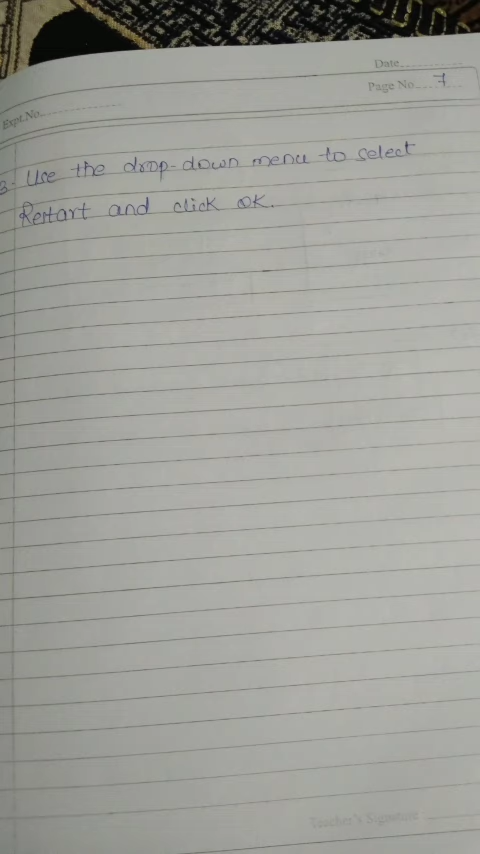 Date..............
Page No....7....
Expt.No......................
3. Use the drop-down menu to select
Restart and click OK.
Teacher's Signature ..............